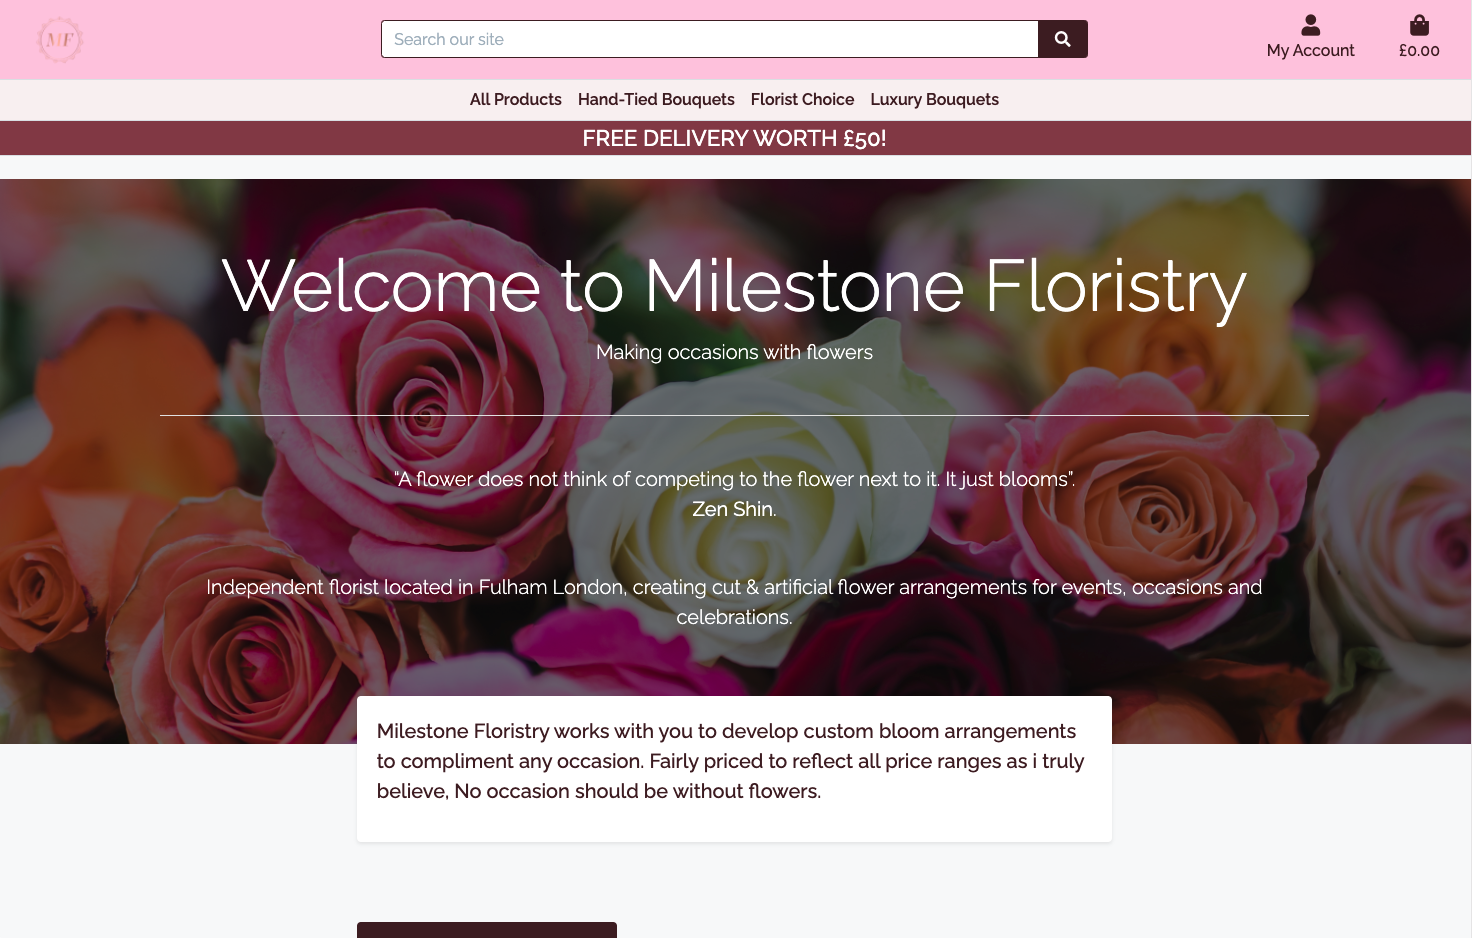 MF
Search our site
My Account
£0.00
All Products Hand-Tied Bouquets Florist Choice Luxury Bouquets
FREE DELIVERY WORTH £50!
Welcome to Milestone Floristry
Making occasions with flowers
“A flower does not think of competing to the flower next to it. It just blooms”.
Zen Shin.
Independent florist located in Fulham London, creating cut & artificial flower arrangements for events, occasions and
celebrations.
Milestone Floristry works with you to develop custom bloom arrangements
to compliment any occasion. Fairly priced to reflect all price ranges as i truly
believe, No occasion should be without flowers.